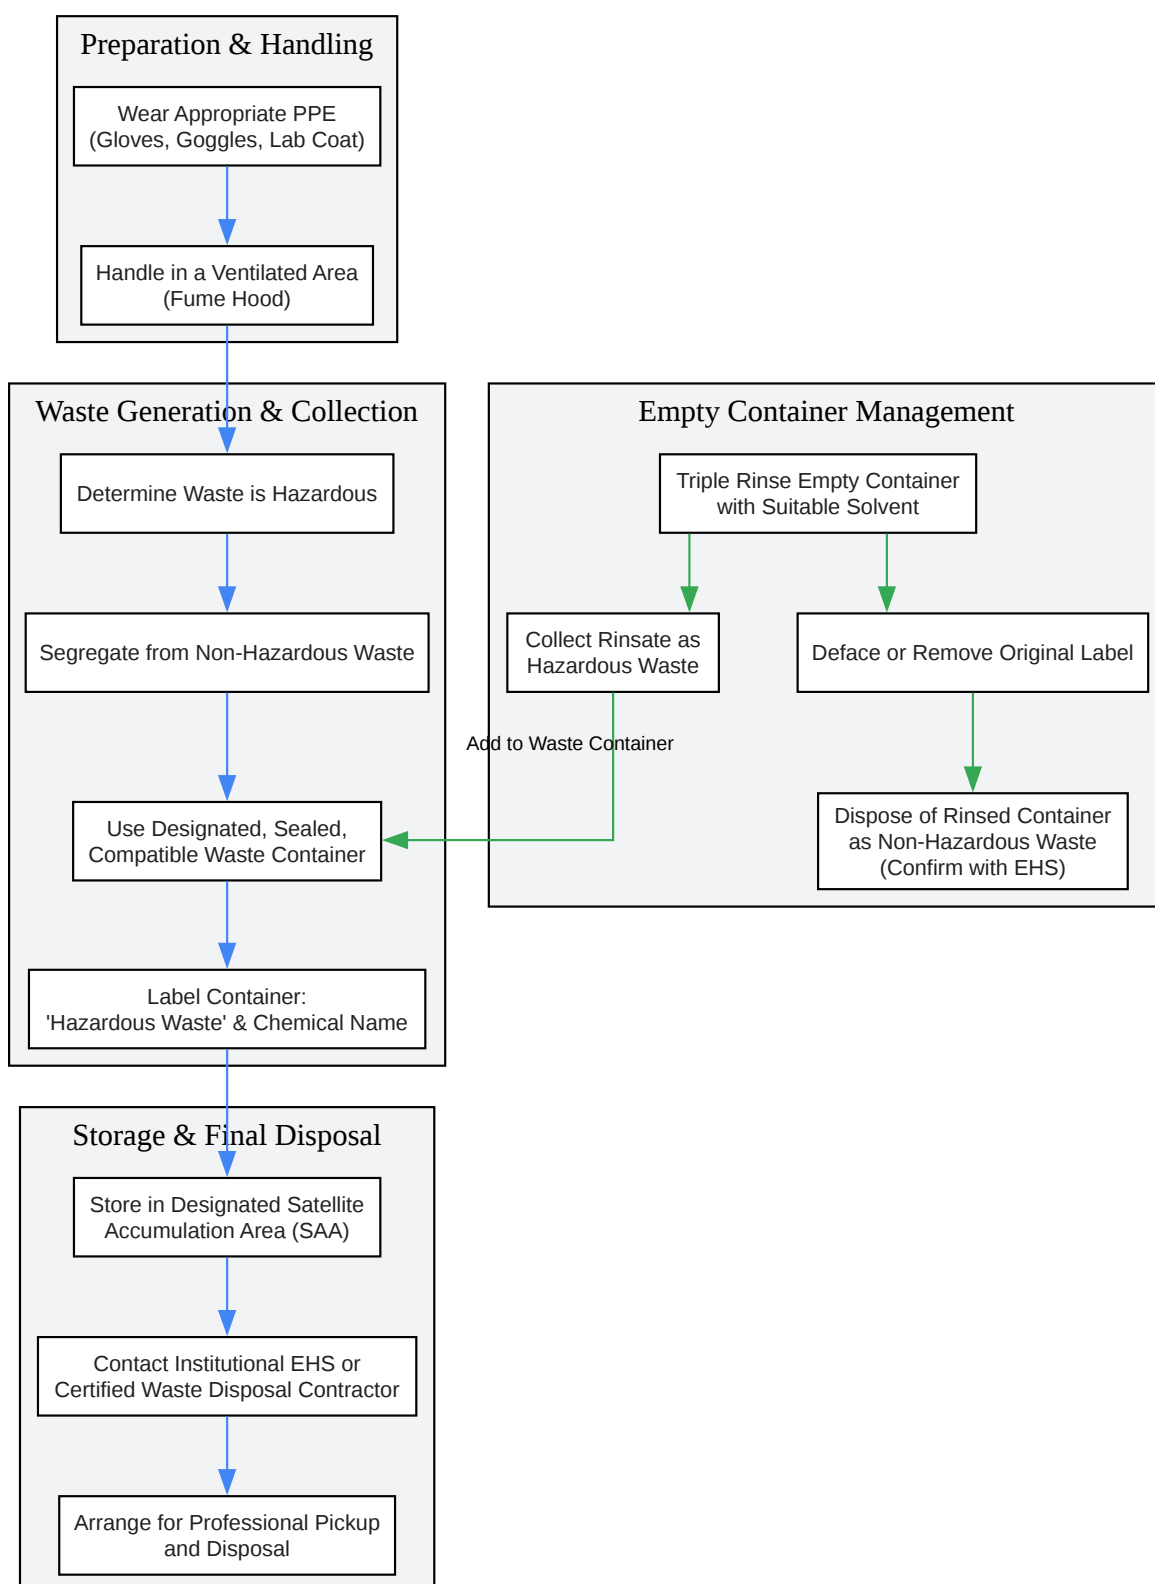 Preparation & Handling
Wear Appropriate PPE
(Gloves, Goggles, Lab Coat)
Handle in a Ventilated Area
(Fume Hood)
Waste Generation & Collection
Determine Waste is Hazardous
Segregate from Non-Hazardous Waste
Use Designated, Sealed,
Compatible Waste Container
Label Container:
'Hazardous Waste' & Chemical Name
Empty Container Management
Triple Rinse Empty Container
with Suitable Solvent
Collect Rinsate as
Hazardous Waste
Deface or Remove Original Label
Add to Waste Container
Dispose of Rinsed Container
as Non-Hazardous Waste
(Confirm with EHS)
Storage & Final Disposal
Store in Designated Satellite
Accumulation Area (SAA)
Contact Institutional EHS or
Certified Waste Disposal Contractor
Arrange for Professional Pickup
and Disposal